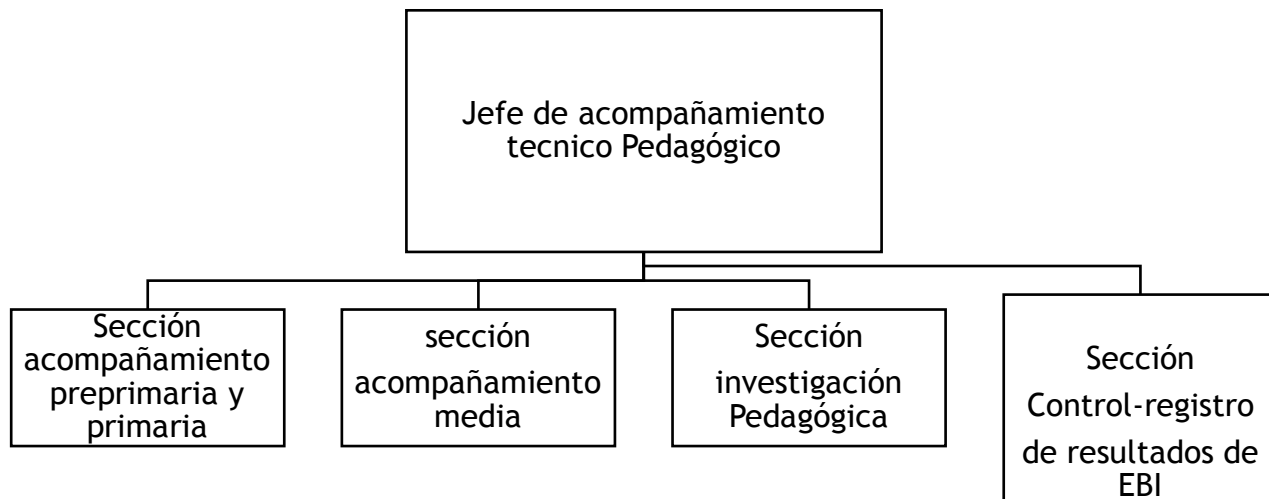 Jefe de acompañamiento
tecnico Pedagógico
Sección
acompañamiento
preprimaria y
primaria
sección
acompañamiento
media
Sección
investigación
Pedagógica
Sección
Control-registro
de resultados de
EBI